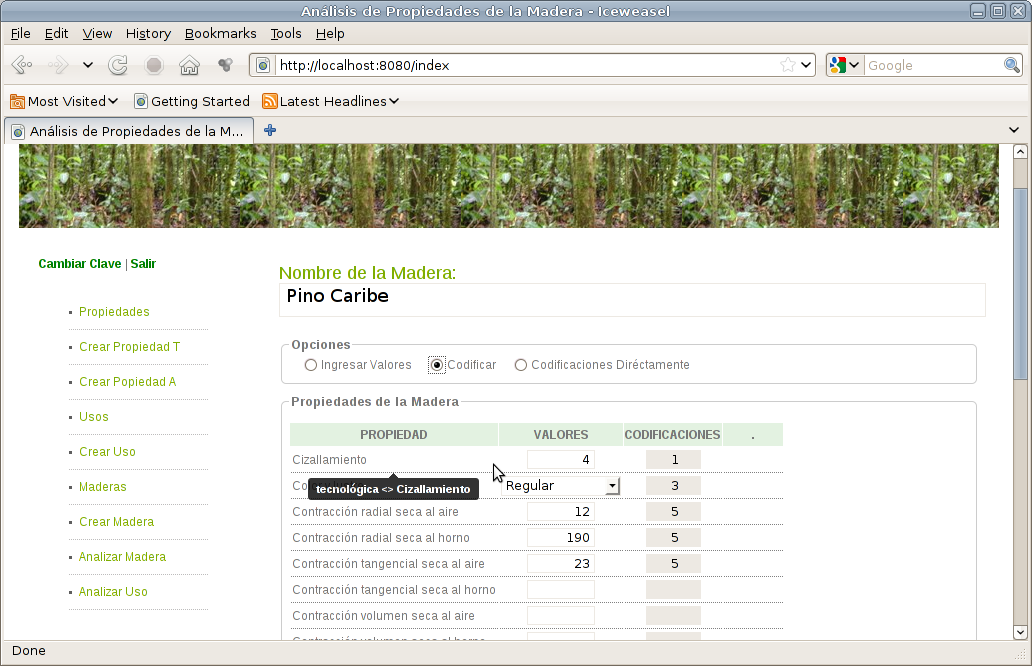 Análisis de Propiedades de la Madera - Iceweasel
File Edit View History Bookmarks Tools Help
http://localhost:8080/index
Google
Most Visited Getting Started Latest Headlines
Análisis de Propiedades de la M...
Cambiar Clave | Salir
Propiedades
Crear Propiedad T
Crear Popiedad A
Usos
Crear Uso
Maderas
Crear Madera
Analizar Madera
Analizar Uso
Nombre de la Madera:
Pino Caribe
Opciones
Ingresar Valores Codificar Codificaciones Diréctamente
Propiedades de la Madera
PROPIEDAD VALORES CODIFICACIONES .
Cizallamiento 4 1
Co Regular 3
tecnológica <> Cizallamiento
Contracción radial seca al aire 12 5
Contracción radial seca al horno 190 5
Contracción tangencial seca al aire 23 5
Contracción tangencial seca al horno
Contracción volumen seca al aire
Done